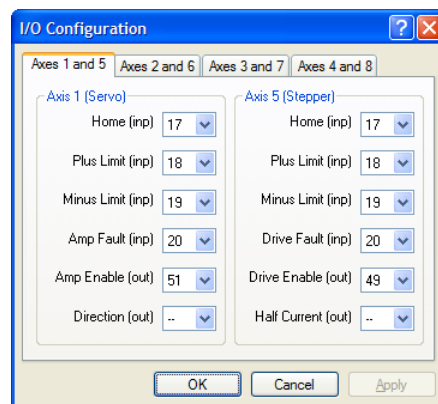 I/O Configuration
Axes 1 and 5 Axes 2 and 6 Axes 3 and 7 Axes 4 and 8
Axis 1 (Servo)
Home (inp) 17
Plus Limit (inp) 18
Minus Limit (inp) 19
Amp Fault (inp) 20
Amp Enable (out) 51
Direction (out) --
Axis 5 (Stepper)
Home (inp) 17
Plus Limit (inp) 18
Minus Limit (inp) 19
Drive Fault (inp) 20
Drive Enable (out) 49
Half Current (out) --
OK Cancel Apply